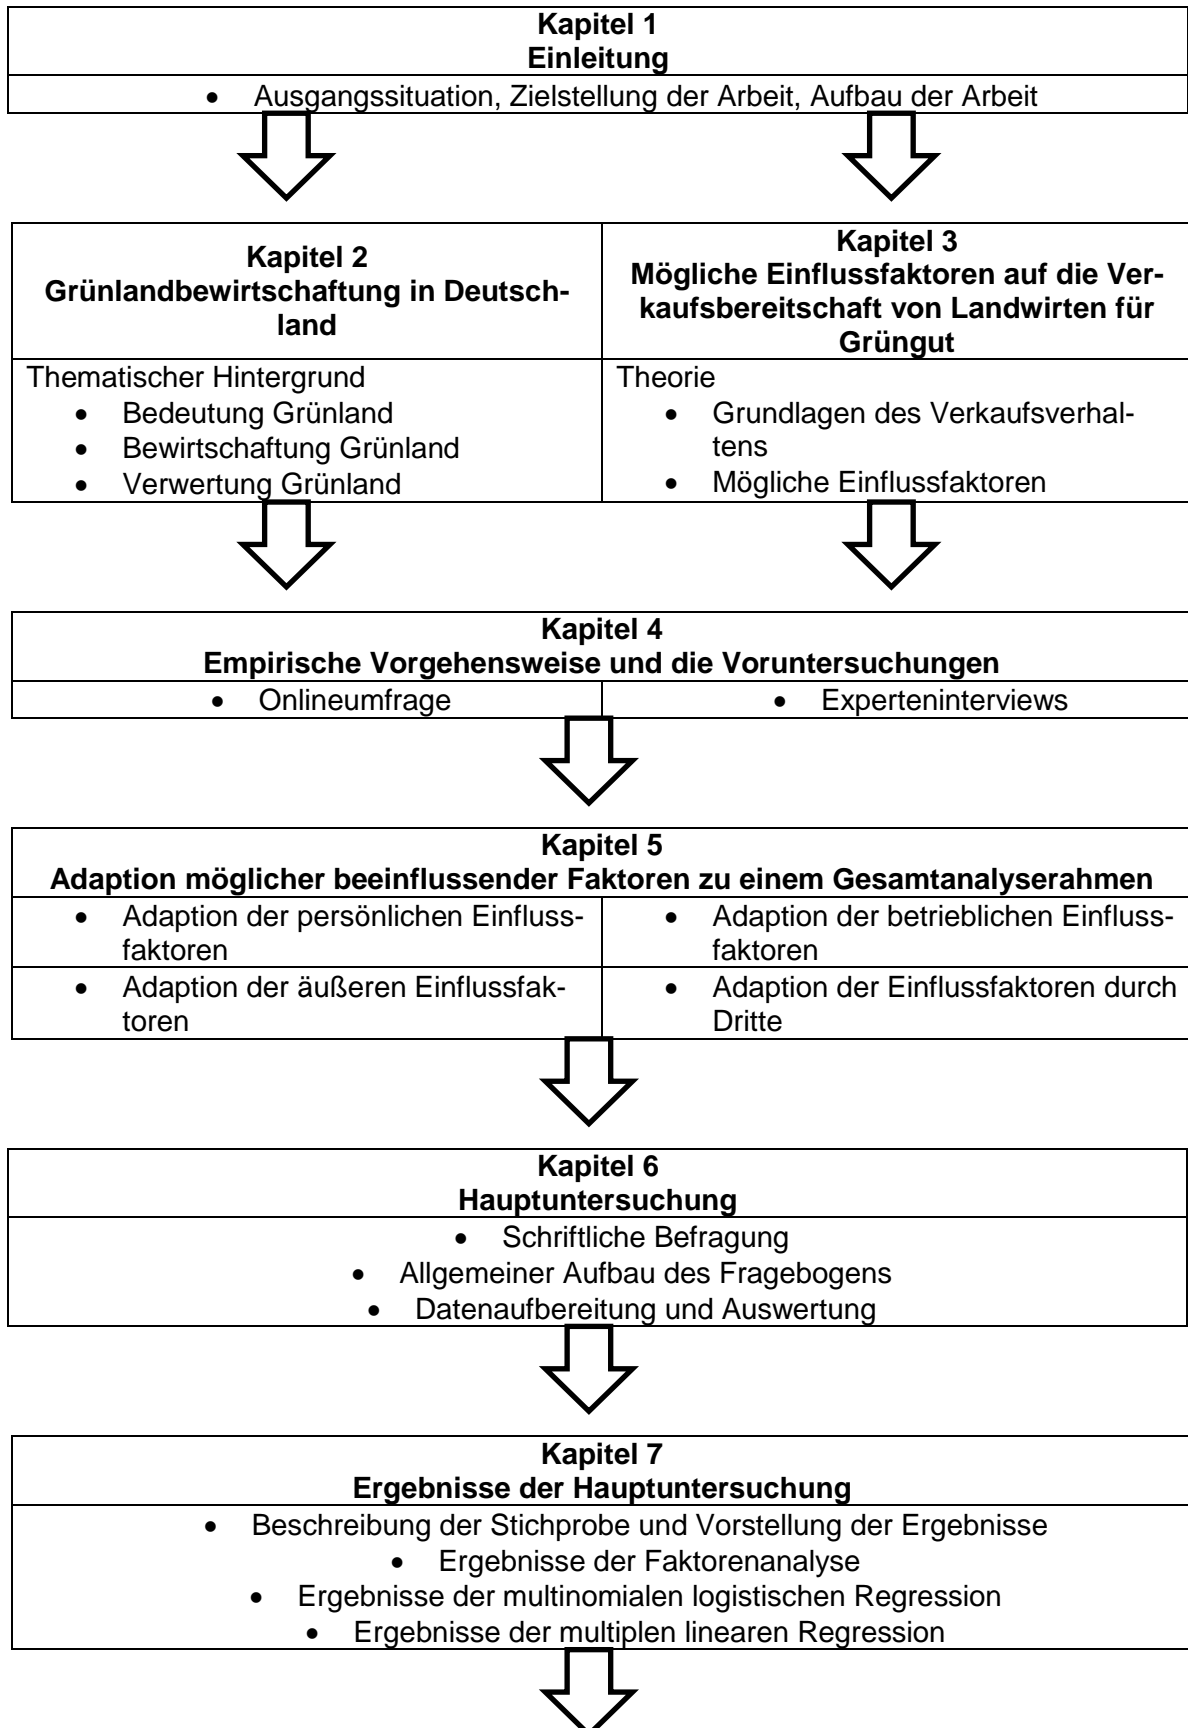 Kapitel 1
Einleitung
• Ausgangssituation, Zielstellung der Arbeit, Aufbau der Arbeit
Kapitel 2
Grünlandbewirtschaftung in Deutsch-
land
Thematischer Hintergrund
• Bedeutung Grünland
• Bewirtschaftung Grünland
• Verwertung Grünland
Kapitel 3
Mögliche Einflussfaktoren auf die Ver-
kaufsbereitschaft von Landwirten für
Grüngut
Theorie
• Grundlagen des Verkaufsverhal-
tens
• Mögliche Einflussfaktoren
Kapitel 4
Empirische Vorgehensweise und die Voruntersuchungen
• Onlineumfrage
• Experteninterviews
Kapitel 5
Adaption möglicher beeinflussender Faktoren zu einem Gesamtanalyserahmen
• Adaption der persönlichen Einfluss-
faktoren
• Adaption der betrieblichen Einfluss-
faktoren
• Adaption der äußeren Einflussfak-
toren
• Adaption der Einflussfaktoren durch
Dritte
Kapitel 6
Hauptuntersuchung
• Schriftliche Befragung
• Allgemeiner Aufbau des Fragebogens
• Datenaufbereitung und Auswertung
Kapitel 7
Ergebnisse der Hauptuntersuchung
• Beschreibung der Stichprobe und Vorstellung der Ergebnisse
• Ergebnisse der Faktorenanalyse
• Ergebnisse der multinomialen logistischen Regression
• Ergebnisse der multiplen linearen Regression